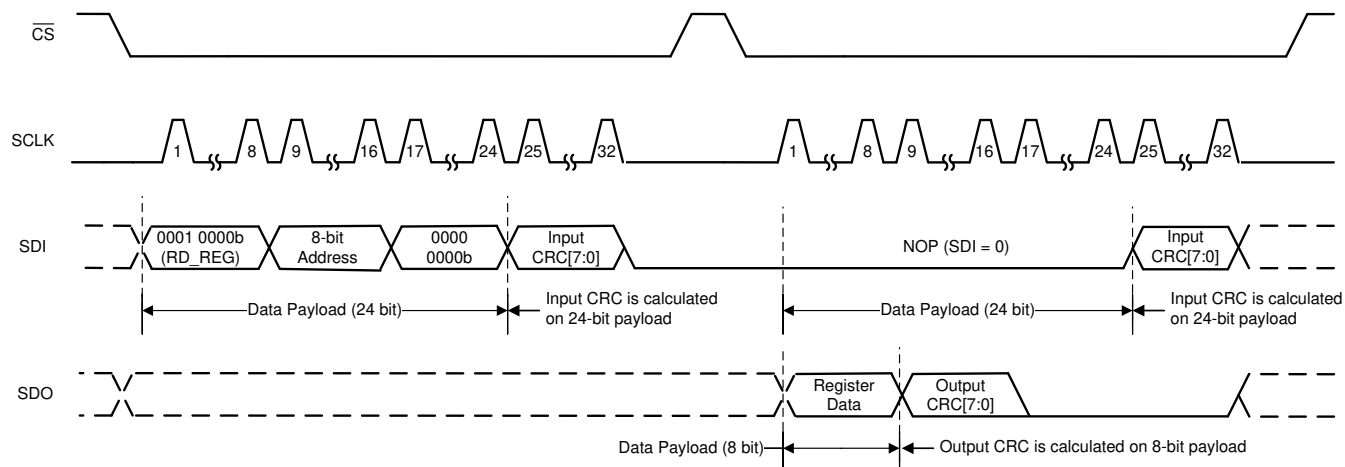 CS
SCLK
1 8 9 16 17 24 25 32 1 8 9 16 17 24 25 32
SDI
0001 0000b
(RD_REG)
8-bit
Address
0000
0000b
Input
CRC[7:0]
NOP (SDI = 0)
Input
CRC[7:0]
Data Payload (24 bit)
Input CRC is calculated
on 24-bit payload
Data Payload (24 bit)
Input CRC is calculated
on 24-bit payload
SDO
Register
Data
Output
CRC[7:0]
Data Payload (8 bit)
Output CRC is calculated on 8-bit payload